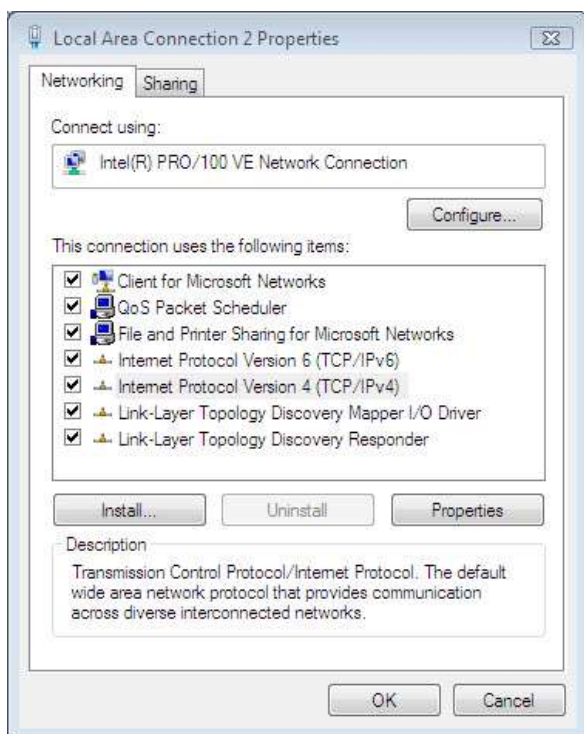 Local Area Connection 2 Properties
Networking
Sharing
Connect using:
Intel(R) PRO/100 VE Network Connection
Configure...
This connection uses the following items:
Client for Microsoft Networks
QoS Packet Scheduler
File and Printer Sharing for Microsoft Networks
Internet Protocol Version 6 (TCP/IPv6)
Internet Protocol Version 4 (TCP/IPv4)
Link-Layer Topology Discovery Mapper I/O Driver
Link-Layer Topology Discovery Responder
Install...
Uninstall
Properties
Description
Transmission Control Protocol/Internet Protocol. The default
wide area network protocol that provides communication
across diverse interconnected networks.
OK
Cancel